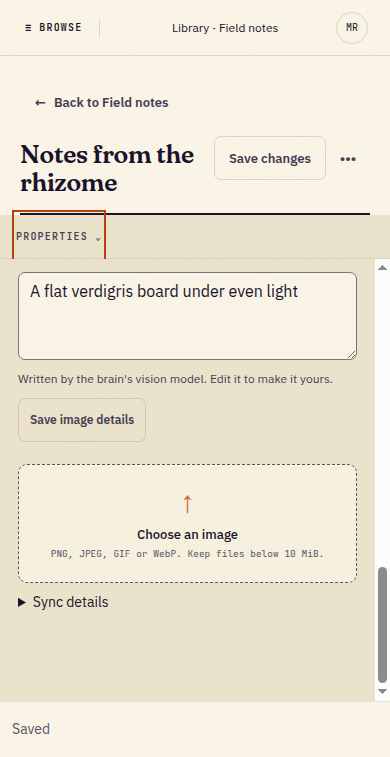 ≡ BROWSE
Library · Field notes
MR
← Back to Field notes
Notes from the
rhizome
Save changes
•••
PROPERTIES ⌄
A flat verdigris board under even light
Written by the brain's vision model. Edit it to make it yours.
Save image details
↑
Choose an image
PNG, JPEG, GIF or WebP. Keep files below 10 MiB.
▶ Sync details
Saved